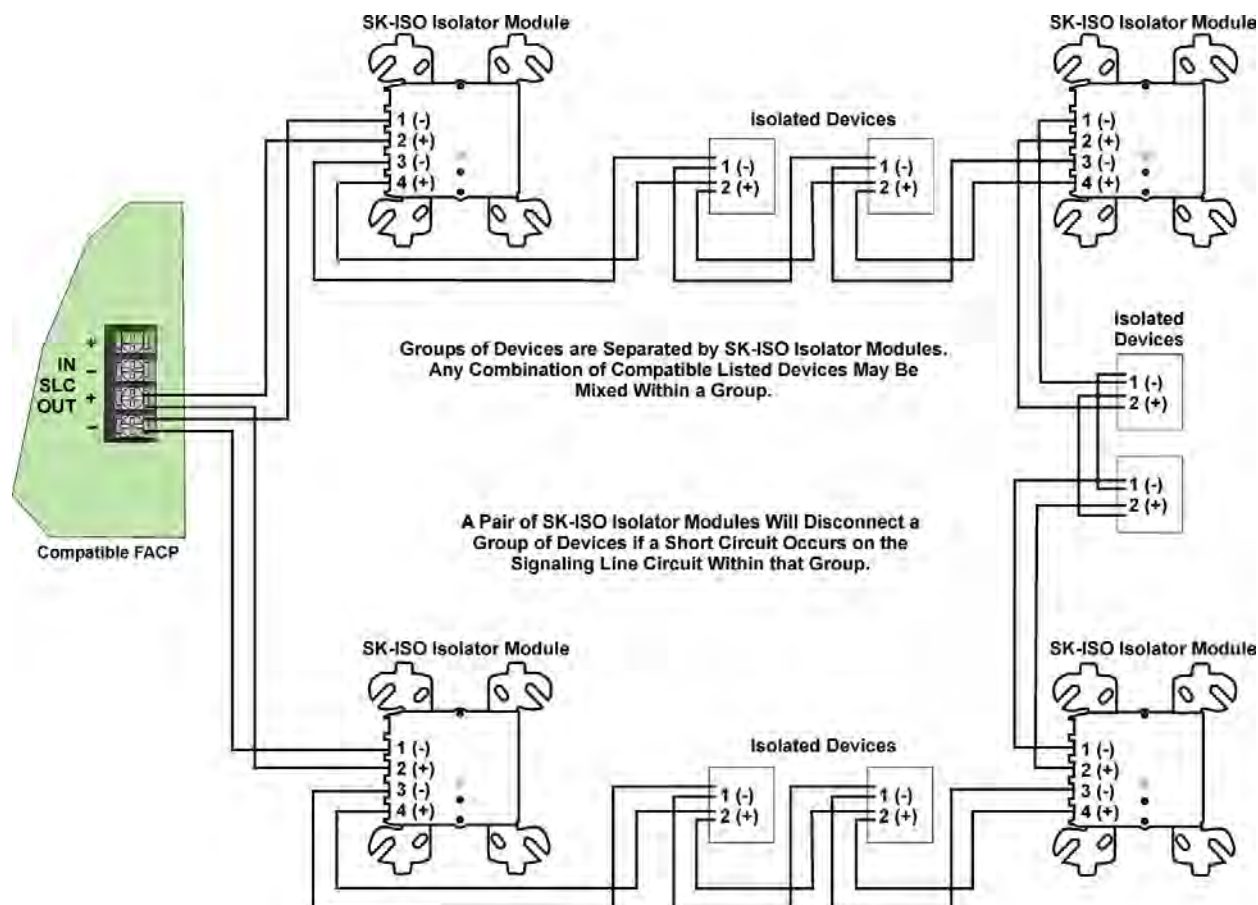 SK-ISO Isolator Module
SK-ISO Isolator Module
1 (-)
2 (+)
3 (-)
4 (+)
Isolated Devices
1 (-)
2 (+)
1 (-)
2 (+)
1 (-)
2 (+)
3 (-)
4 (+)
+
IN
-
SLC
OUT +
-
Compatible FACP
Groups of Devices are Separated by SK-ISO Isolator Modules.
Any Combination of Compatible Listed Devices May Be
Mixed Within a Group.
Isolated
Devices
1 (-)
2 (+)
1 (-)
2 (+)
A Pair of SK-ISO Isolator Modules Will Disconnect a
Group of Devices if a Short Circuit Occurs on the
Signaling Line Circuit Within that Group.
SK-ISO Isolator Module
SK-ISO Isolator Module
1 (-)
2 (+)
3 (-)
4 (+)
Isolated Devices
1 (-)
2 (+)
1 (-)
2 (+)
1 (-)
2 (+)
3 (-)
4 (+)